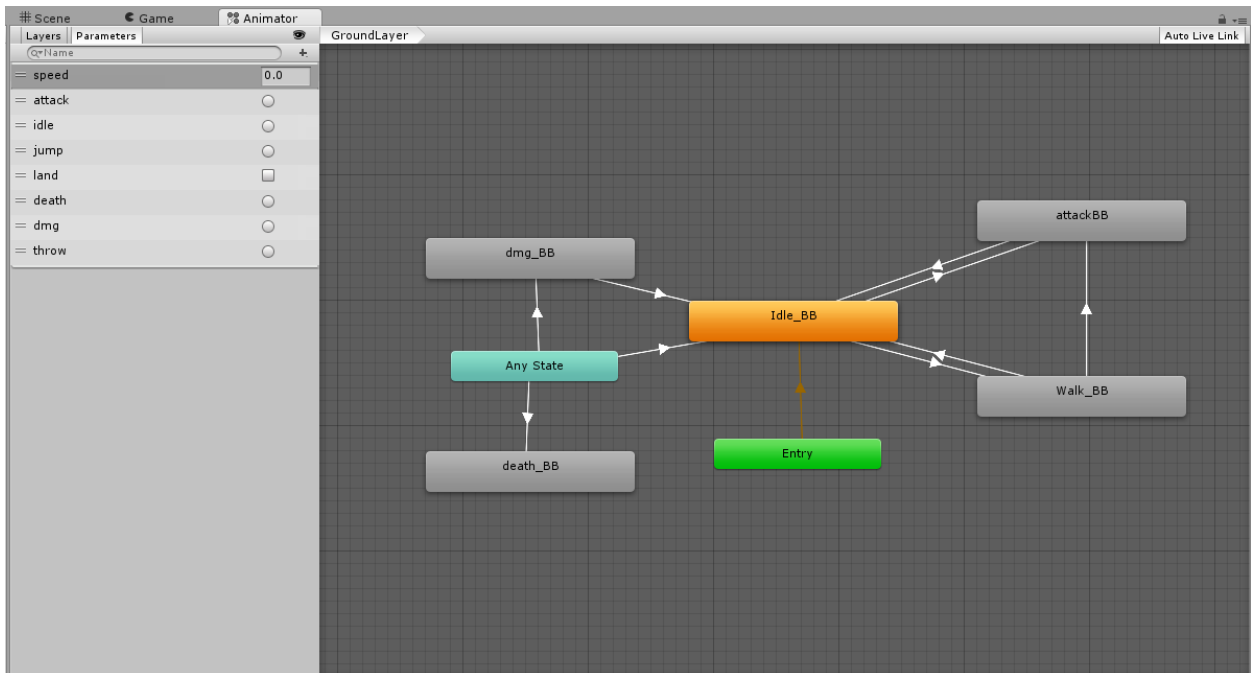 Scene Game Animator
Layers Parameters GroundLayer Auto Live Link
Name
speed 0.0
attack
idle
jump
land
death
dmg
throw
attackBB
dmg_BB
Idle_BB
Any State
Walk_BB
Entry
death_BB